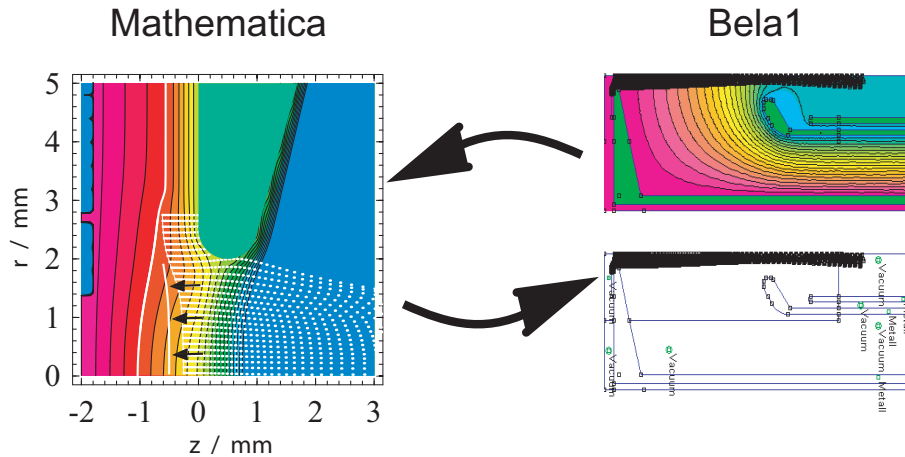 Mathematica
Bela1
5
4
3
2
1
0
r / mm
-2
-1
0
1
2
3
z / mm
Vacuum
Vacuum
Metall
Vacuum
Metall
Vacuum
Vacuum
Vacuum